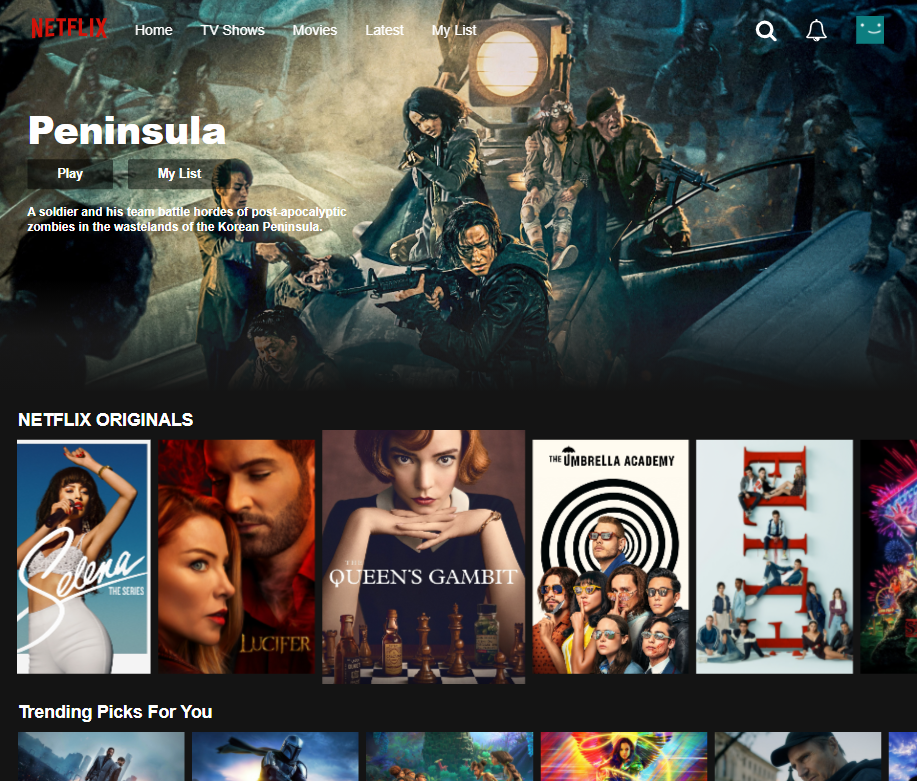 NETFLIX
Home TV Shows Movies Latest My List
Peninsula
Play My List
A soldier and his team battle hordes of post-apocalyptic
zombies in the wastelands of the Korean Peninsula.
NETFLIX ORIGINALS
Selena
THE SERIES
LUCIFER
THE
QUEEN'S GAMBIT
THE UMBRELLA ACADEMY
ELITE
Trending Picks For You